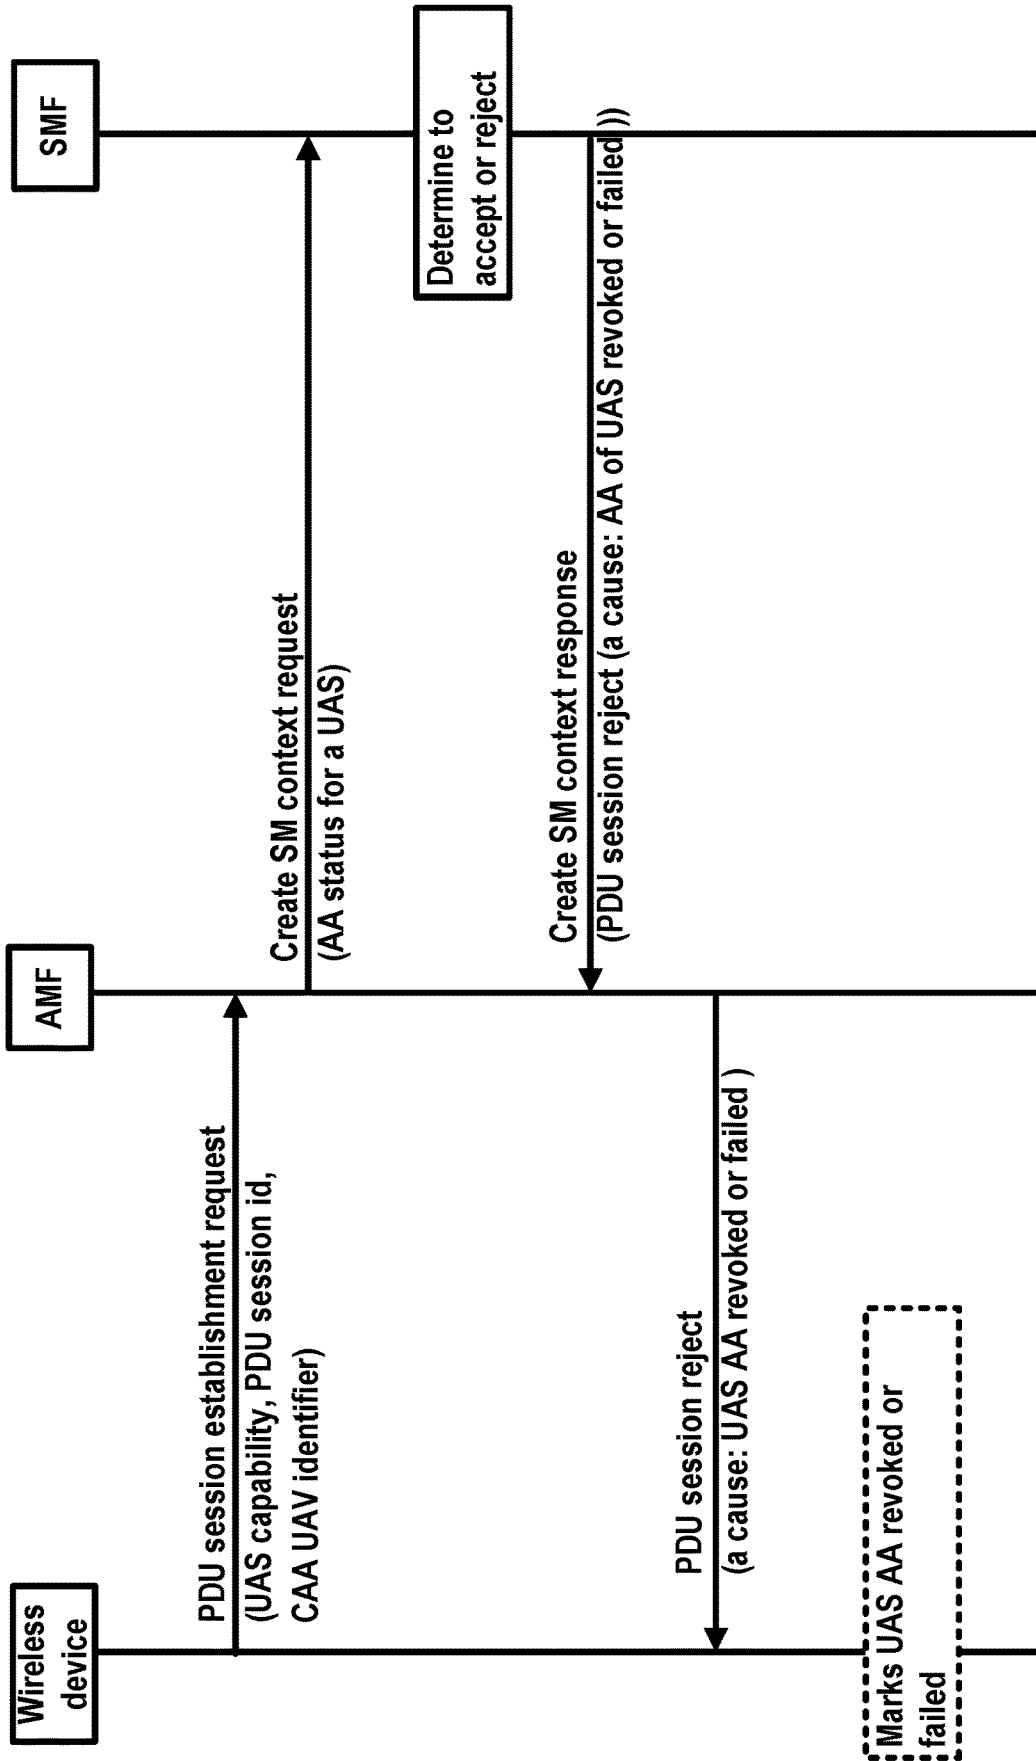 Wireless
device
AMF
SMF
PDU session establishment request
(UAS capability, PDU session id,
CAA UAV identifier)
Create SM context request
(AA status for a UAS)
Determine to
accept or reject
Create SM context response
(PDU session reject (a cause: AA of UAS revoked or failed ))
PDU session reject
(a cause: UAS AA revoked or failed )
Marks UAS AA revoked or
failed